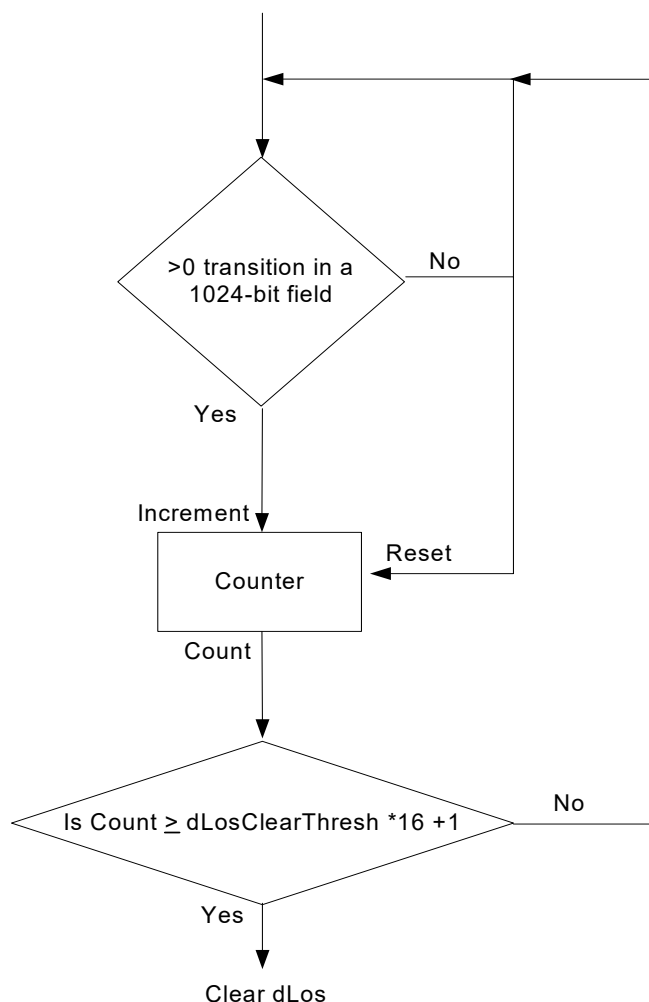 >0 transition in a
1024-bit field
No
Yes
Increment
Reset
Counter
Count
Is Count ≥ dLosClearThresh *16 +1
No
Yes
Clear dLos